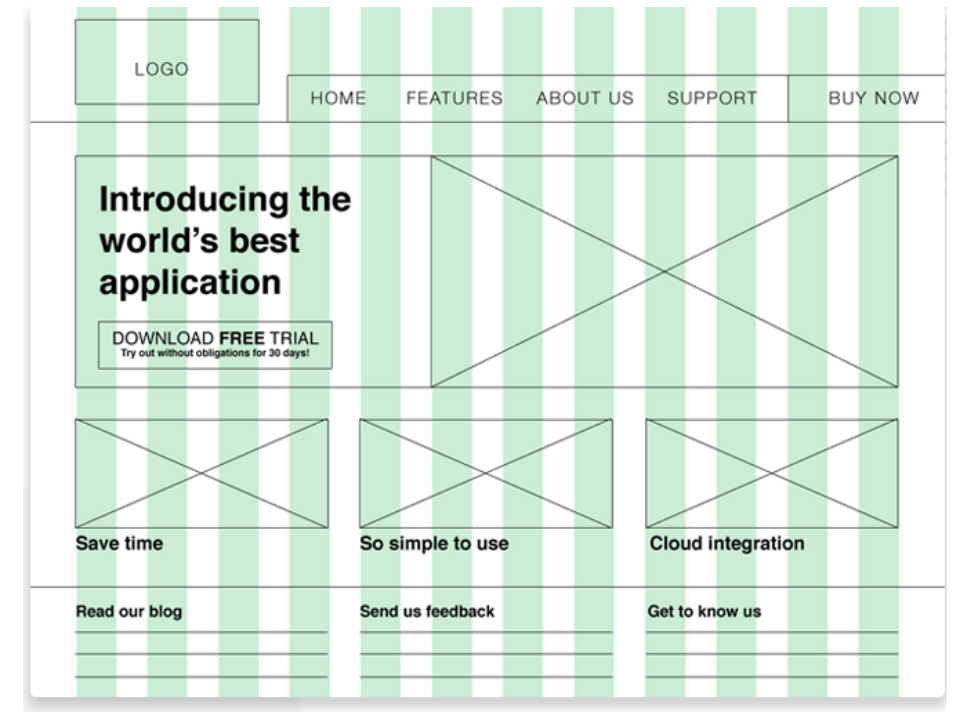 LOGO
HOME FEATURES ABOUT US SUPPORT BUY NOW
Introducing the
world’s best
application
DOWNLOAD FREE TRIAL
Try out without obligations for 30 days!
Save time
So simple to use
Cloud integration
Read our blog
Send us feedback
Get to know us